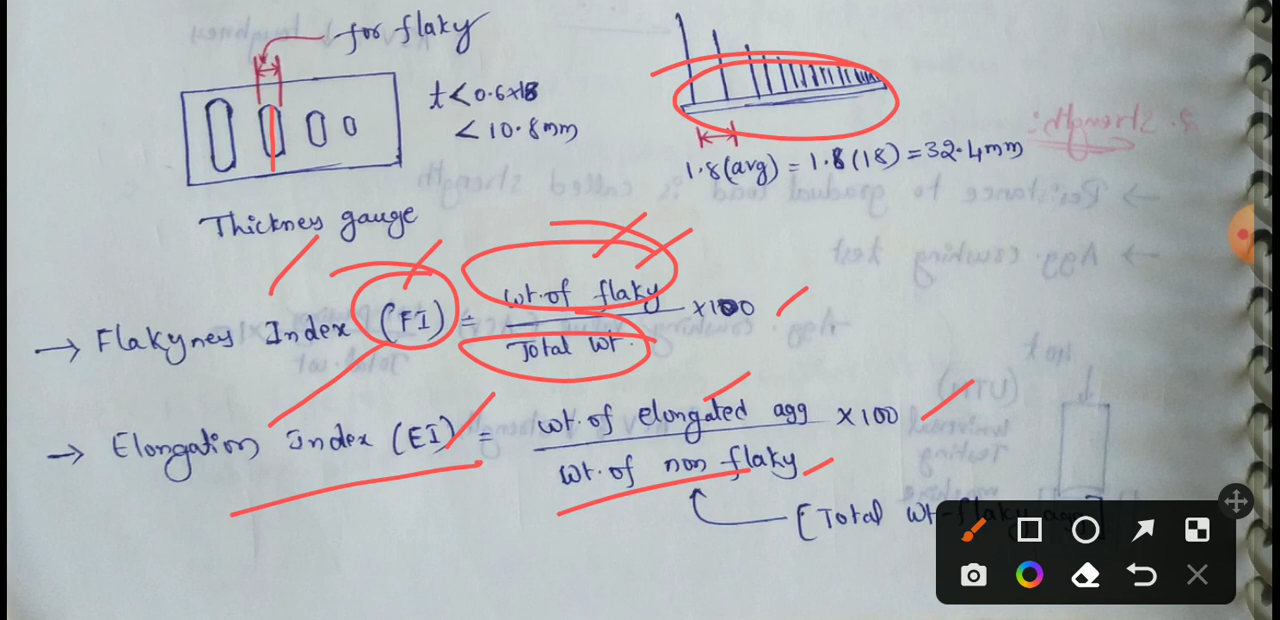 for flaky
t < 0.6×18
< 10.8mm
1.8(avg) = 1.8(18) = 32.4mm
Thickness gauge
→ Flakyness Index (FI) = wt. of flaky / Total wt. ×100
→ Elongation Index (EI) = wt. of elongated agg / wt. of non flaky ×100
[Total wt-flaky agg]